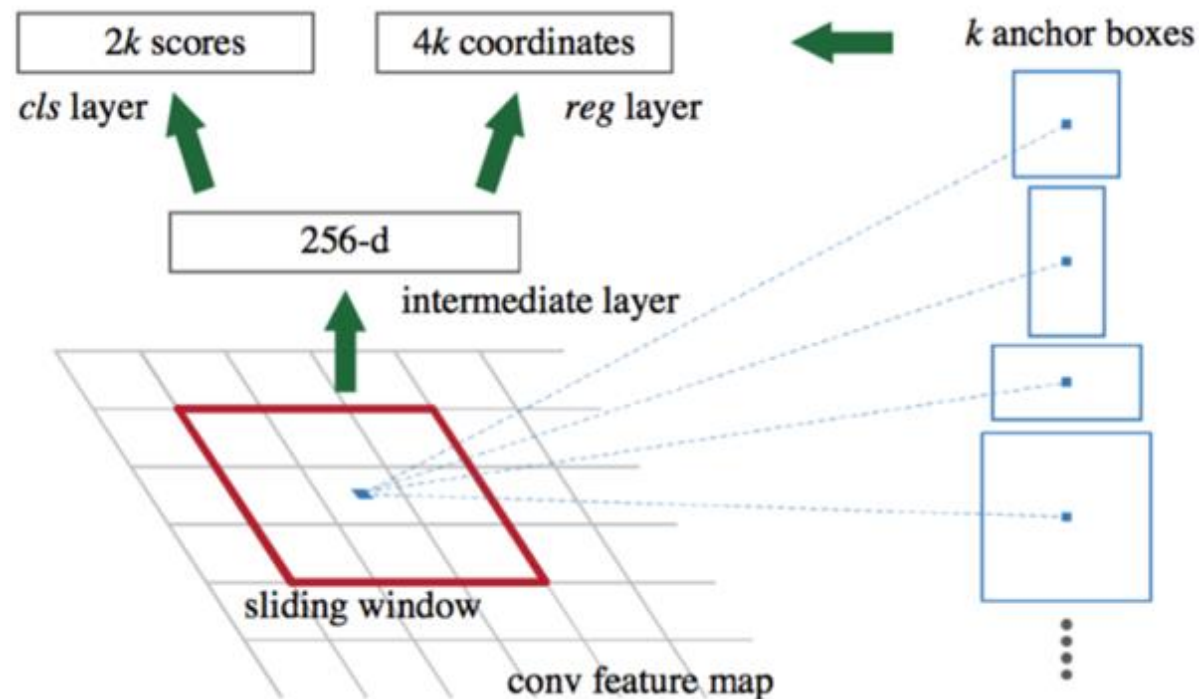 2k scores
4k coordinates
k anchor boxes
cls layer
reg layer
256-d
intermediate layer
sliding window
conv feature map